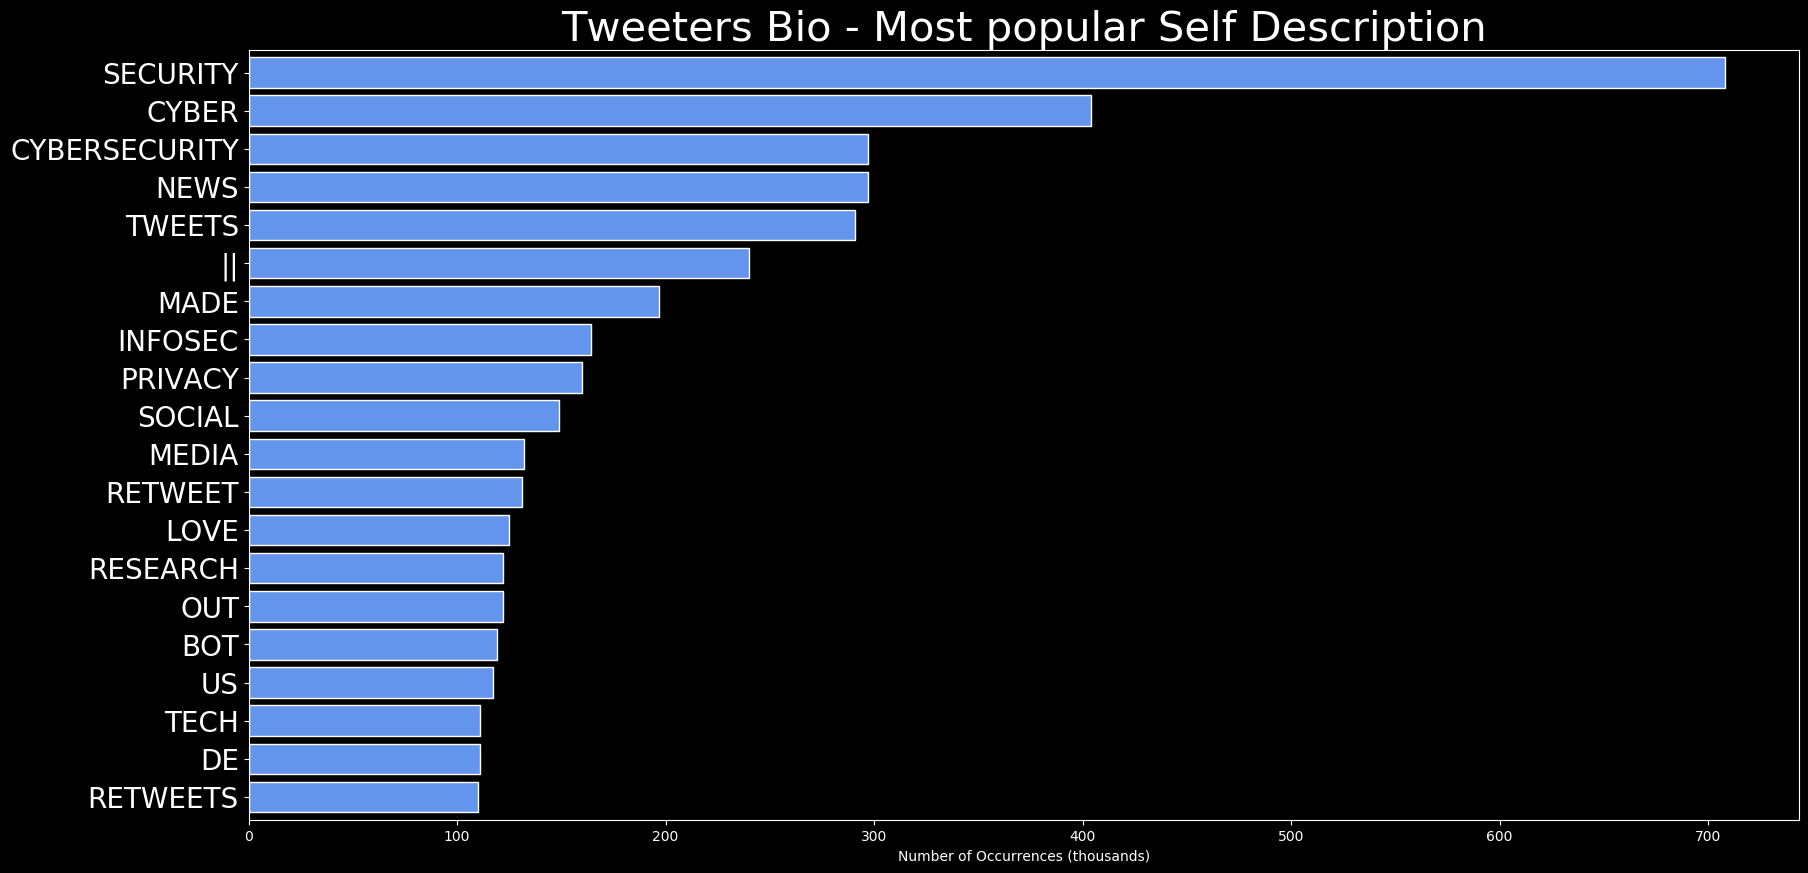 Tweeters Bio - Most popular Self Description
SECURITY
CYBER
CYBERSECURITY
NEWS
TWEETS
||
MADE
INFOSEC
PRIVACY
SOCIAL
MEDIA
RETWEET
LOVE
RESEARCH
OUT
BOT
US
TECH
DE
RETWEETS
0 100 200 300 400 500 600 700
Number of Occurrences (thousands)